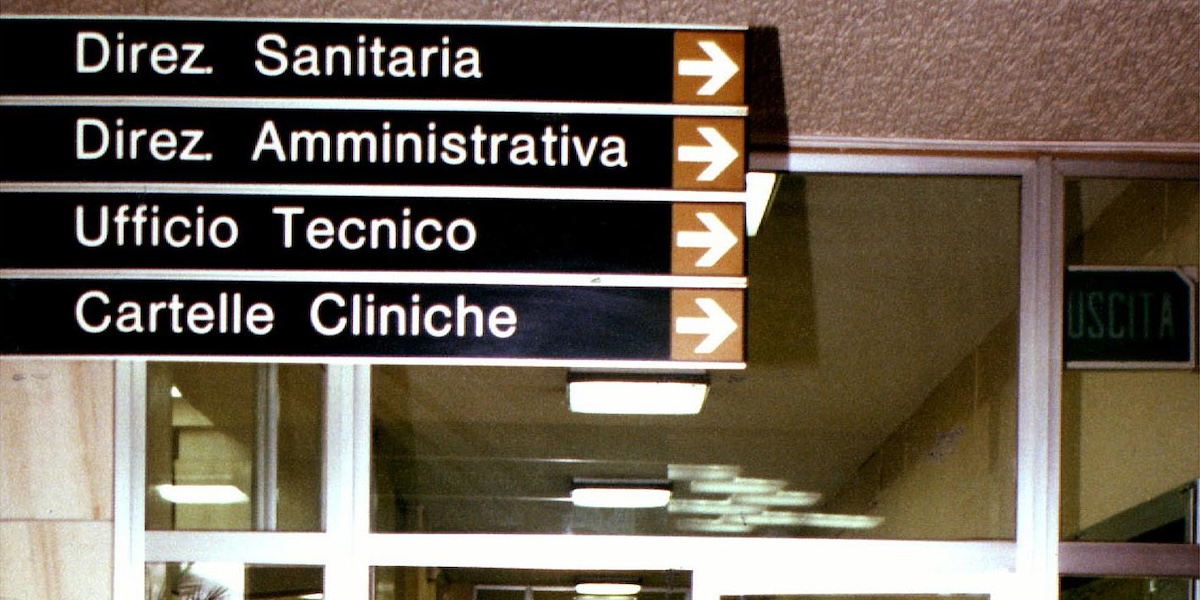 Direz. Sanitaria
Direz. Amministrativa
Ufficio Tecnico
Cartelle Cliniche
USCITA